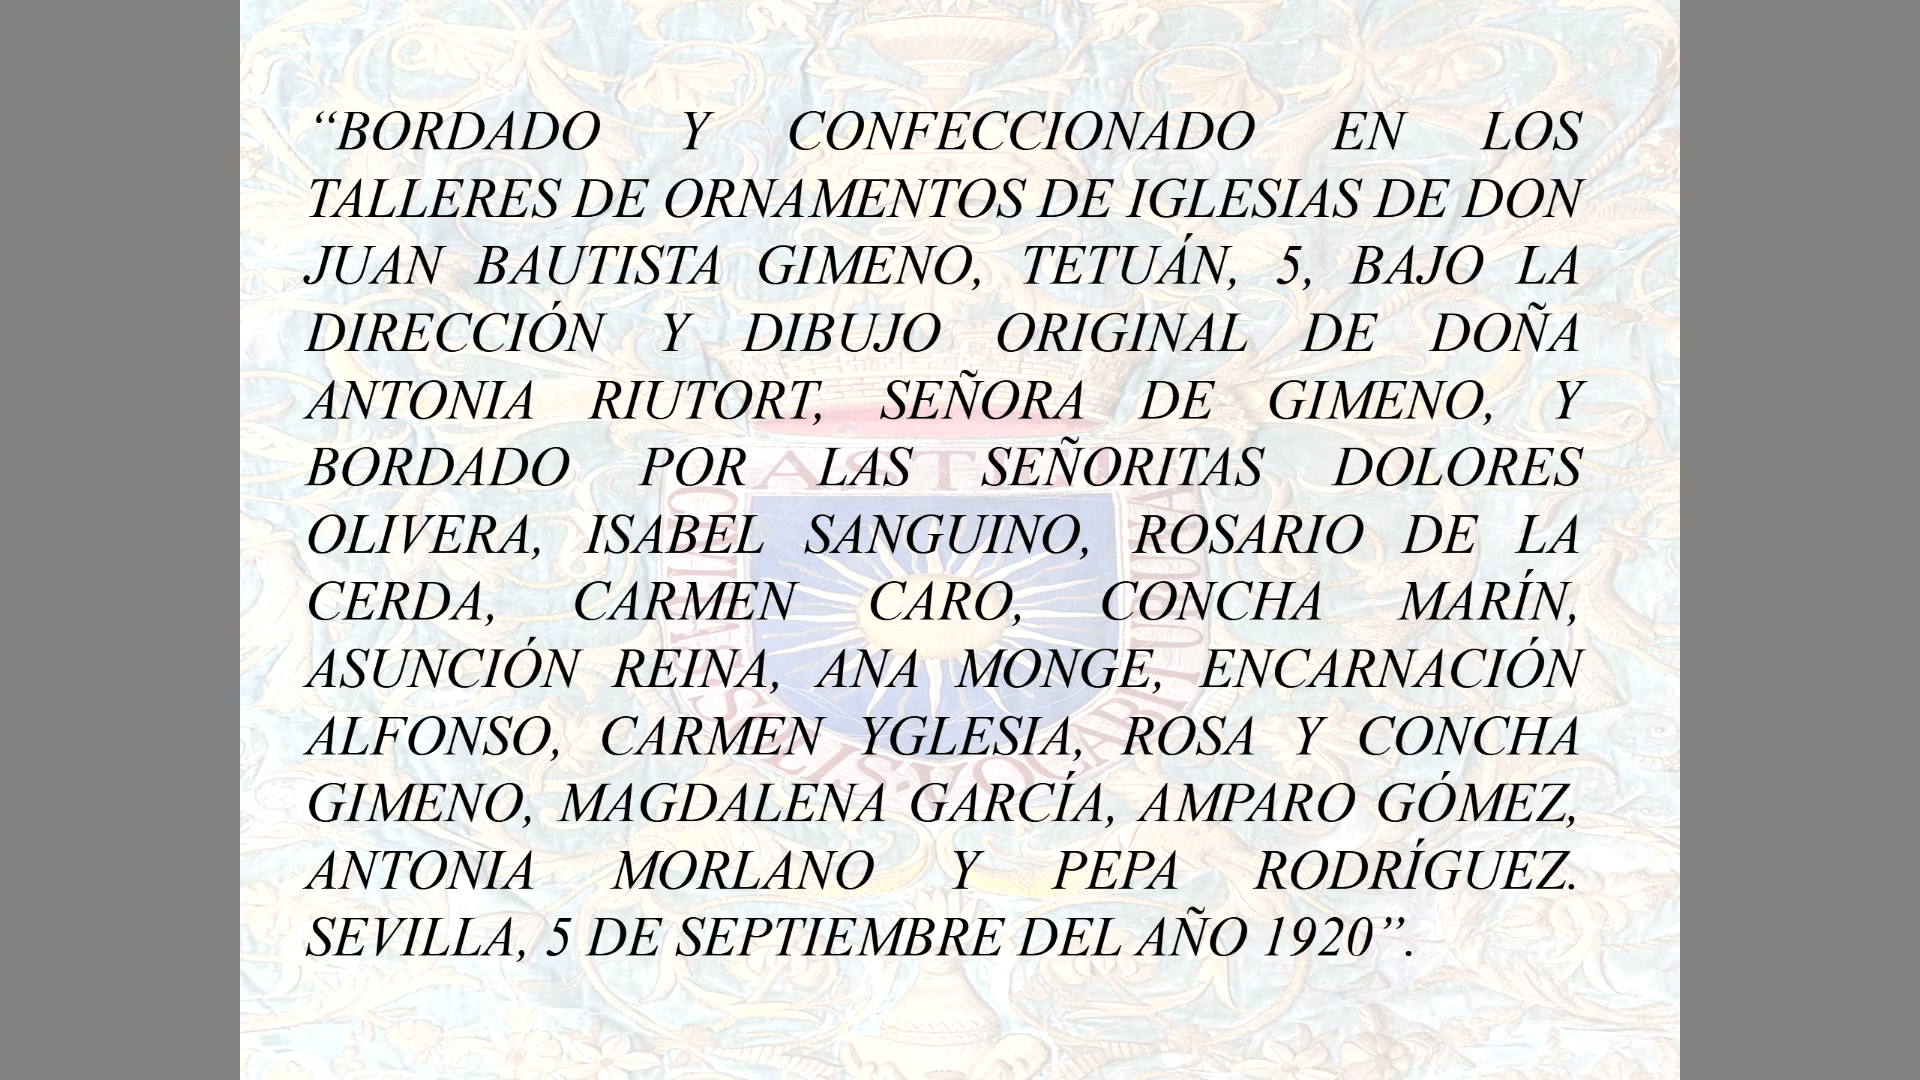 “BORDADO Y CONFECCIONADO EN LOS
TALLERES DE ORNAMENTOS DE IGLESIAS DE DON
JUAN BAUTISTA GIMENO, TETUÁN, 5, BAJO LA
DIRECCIÓN Y DIBUJO ORIGINAL DE DOÑA
ANTONIA RIUTORT, SEÑORA DE GIMENO, Y
BORDADO POR LAS SEÑORITAS DOLORES
OLIVERA, ISABEL SANGUINO, ROSARIO DE LA
CERDA, CARMEN CARO, CONCHA MARÍN,
ASUNCIÓN REINA, ANA MONGE, ENCARNACIÓN
ALFONSO, CARMEN YGLESIA, ROSA Y CONCHA
GIMENO, MAGDALENA GARCÍA, AMPARO GÓMEZ,
ANTONIA MORLANO Y PEPA RODRÍGUEZ.
SEVILLA, 5 DE SEPTIEMBRE DEL AÑO 1920”.